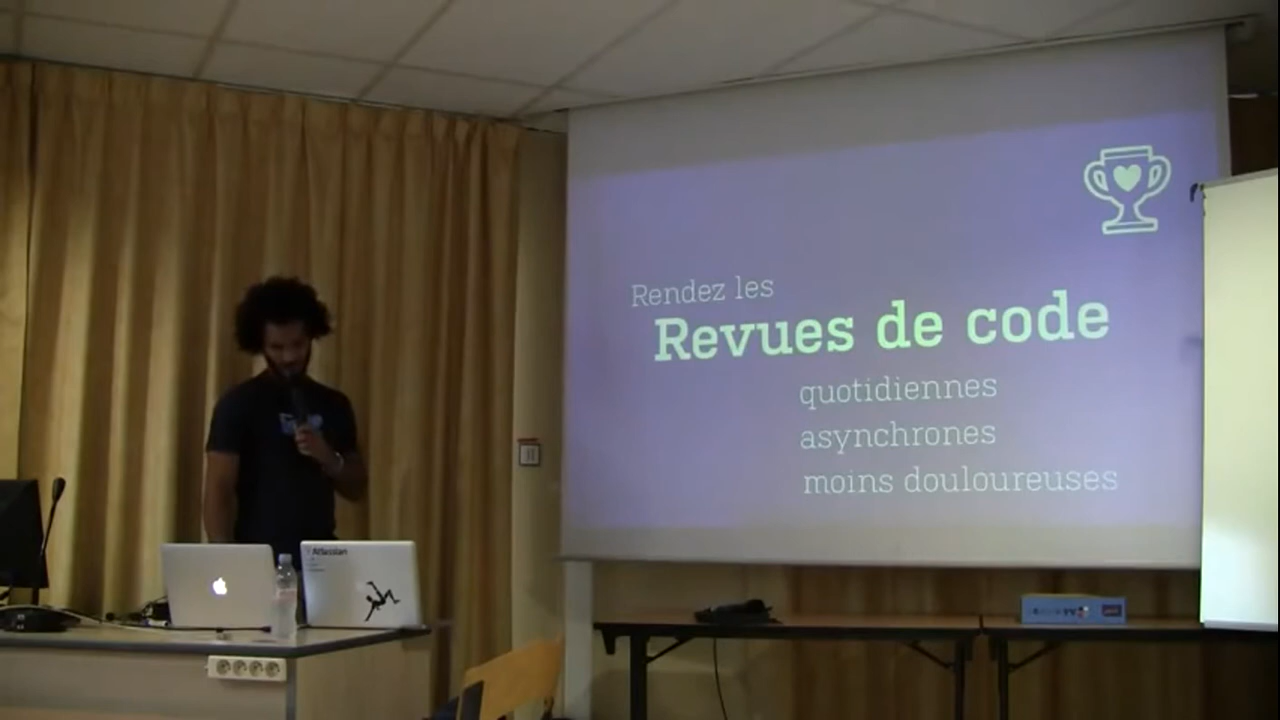 Rendez les
Revues de code
quotidiennes
asynchrones
moins douloureuses
Atlassian